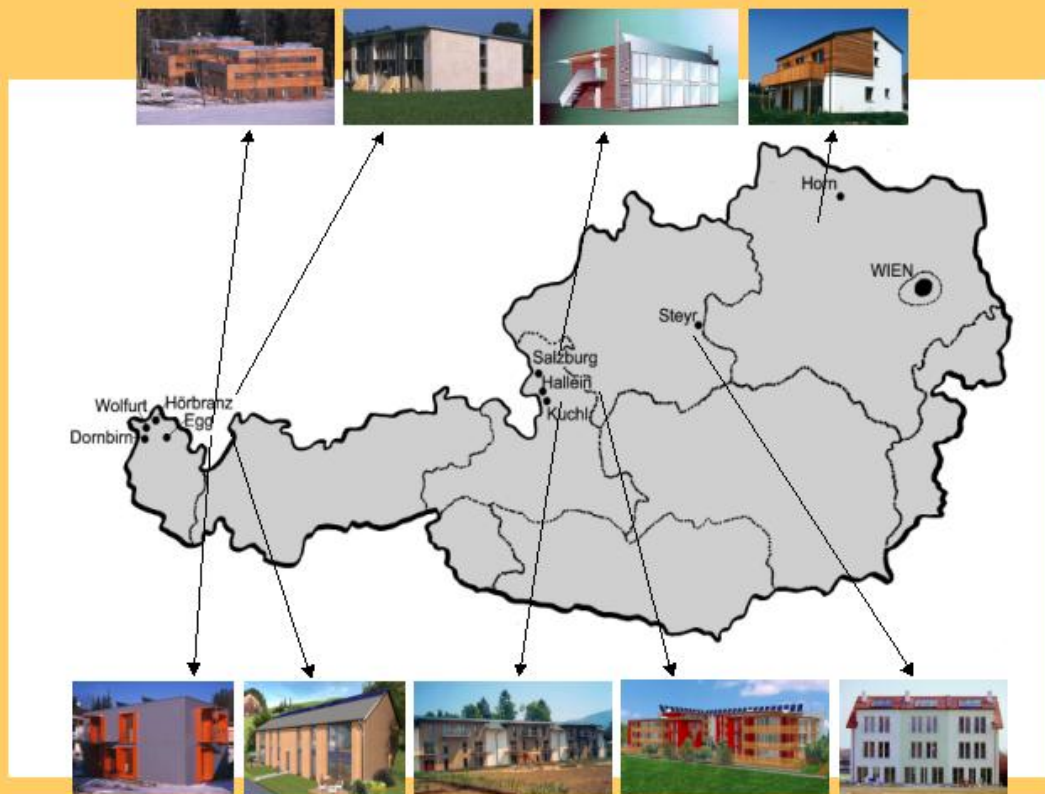 Horn
WIEN
Steyr
Salzburg
Hallein
Kuchl
Wolfurt Hörbranz
Egg
Dornbirn